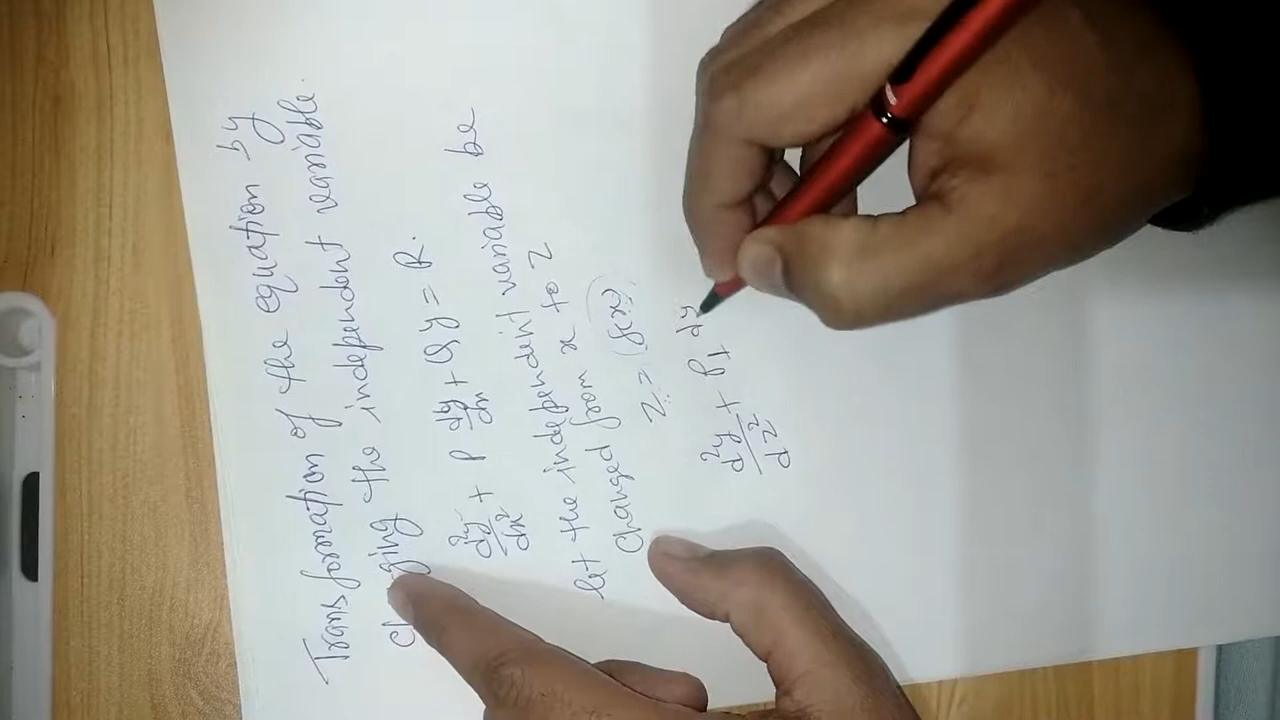 Transformation of the equation by
changing the independent variable.
d²y/dx² + P dy/dx + Qy = R.
let the independent variable be
changed from x to z
z = f(x).
d²y/dz² + P₁ dy